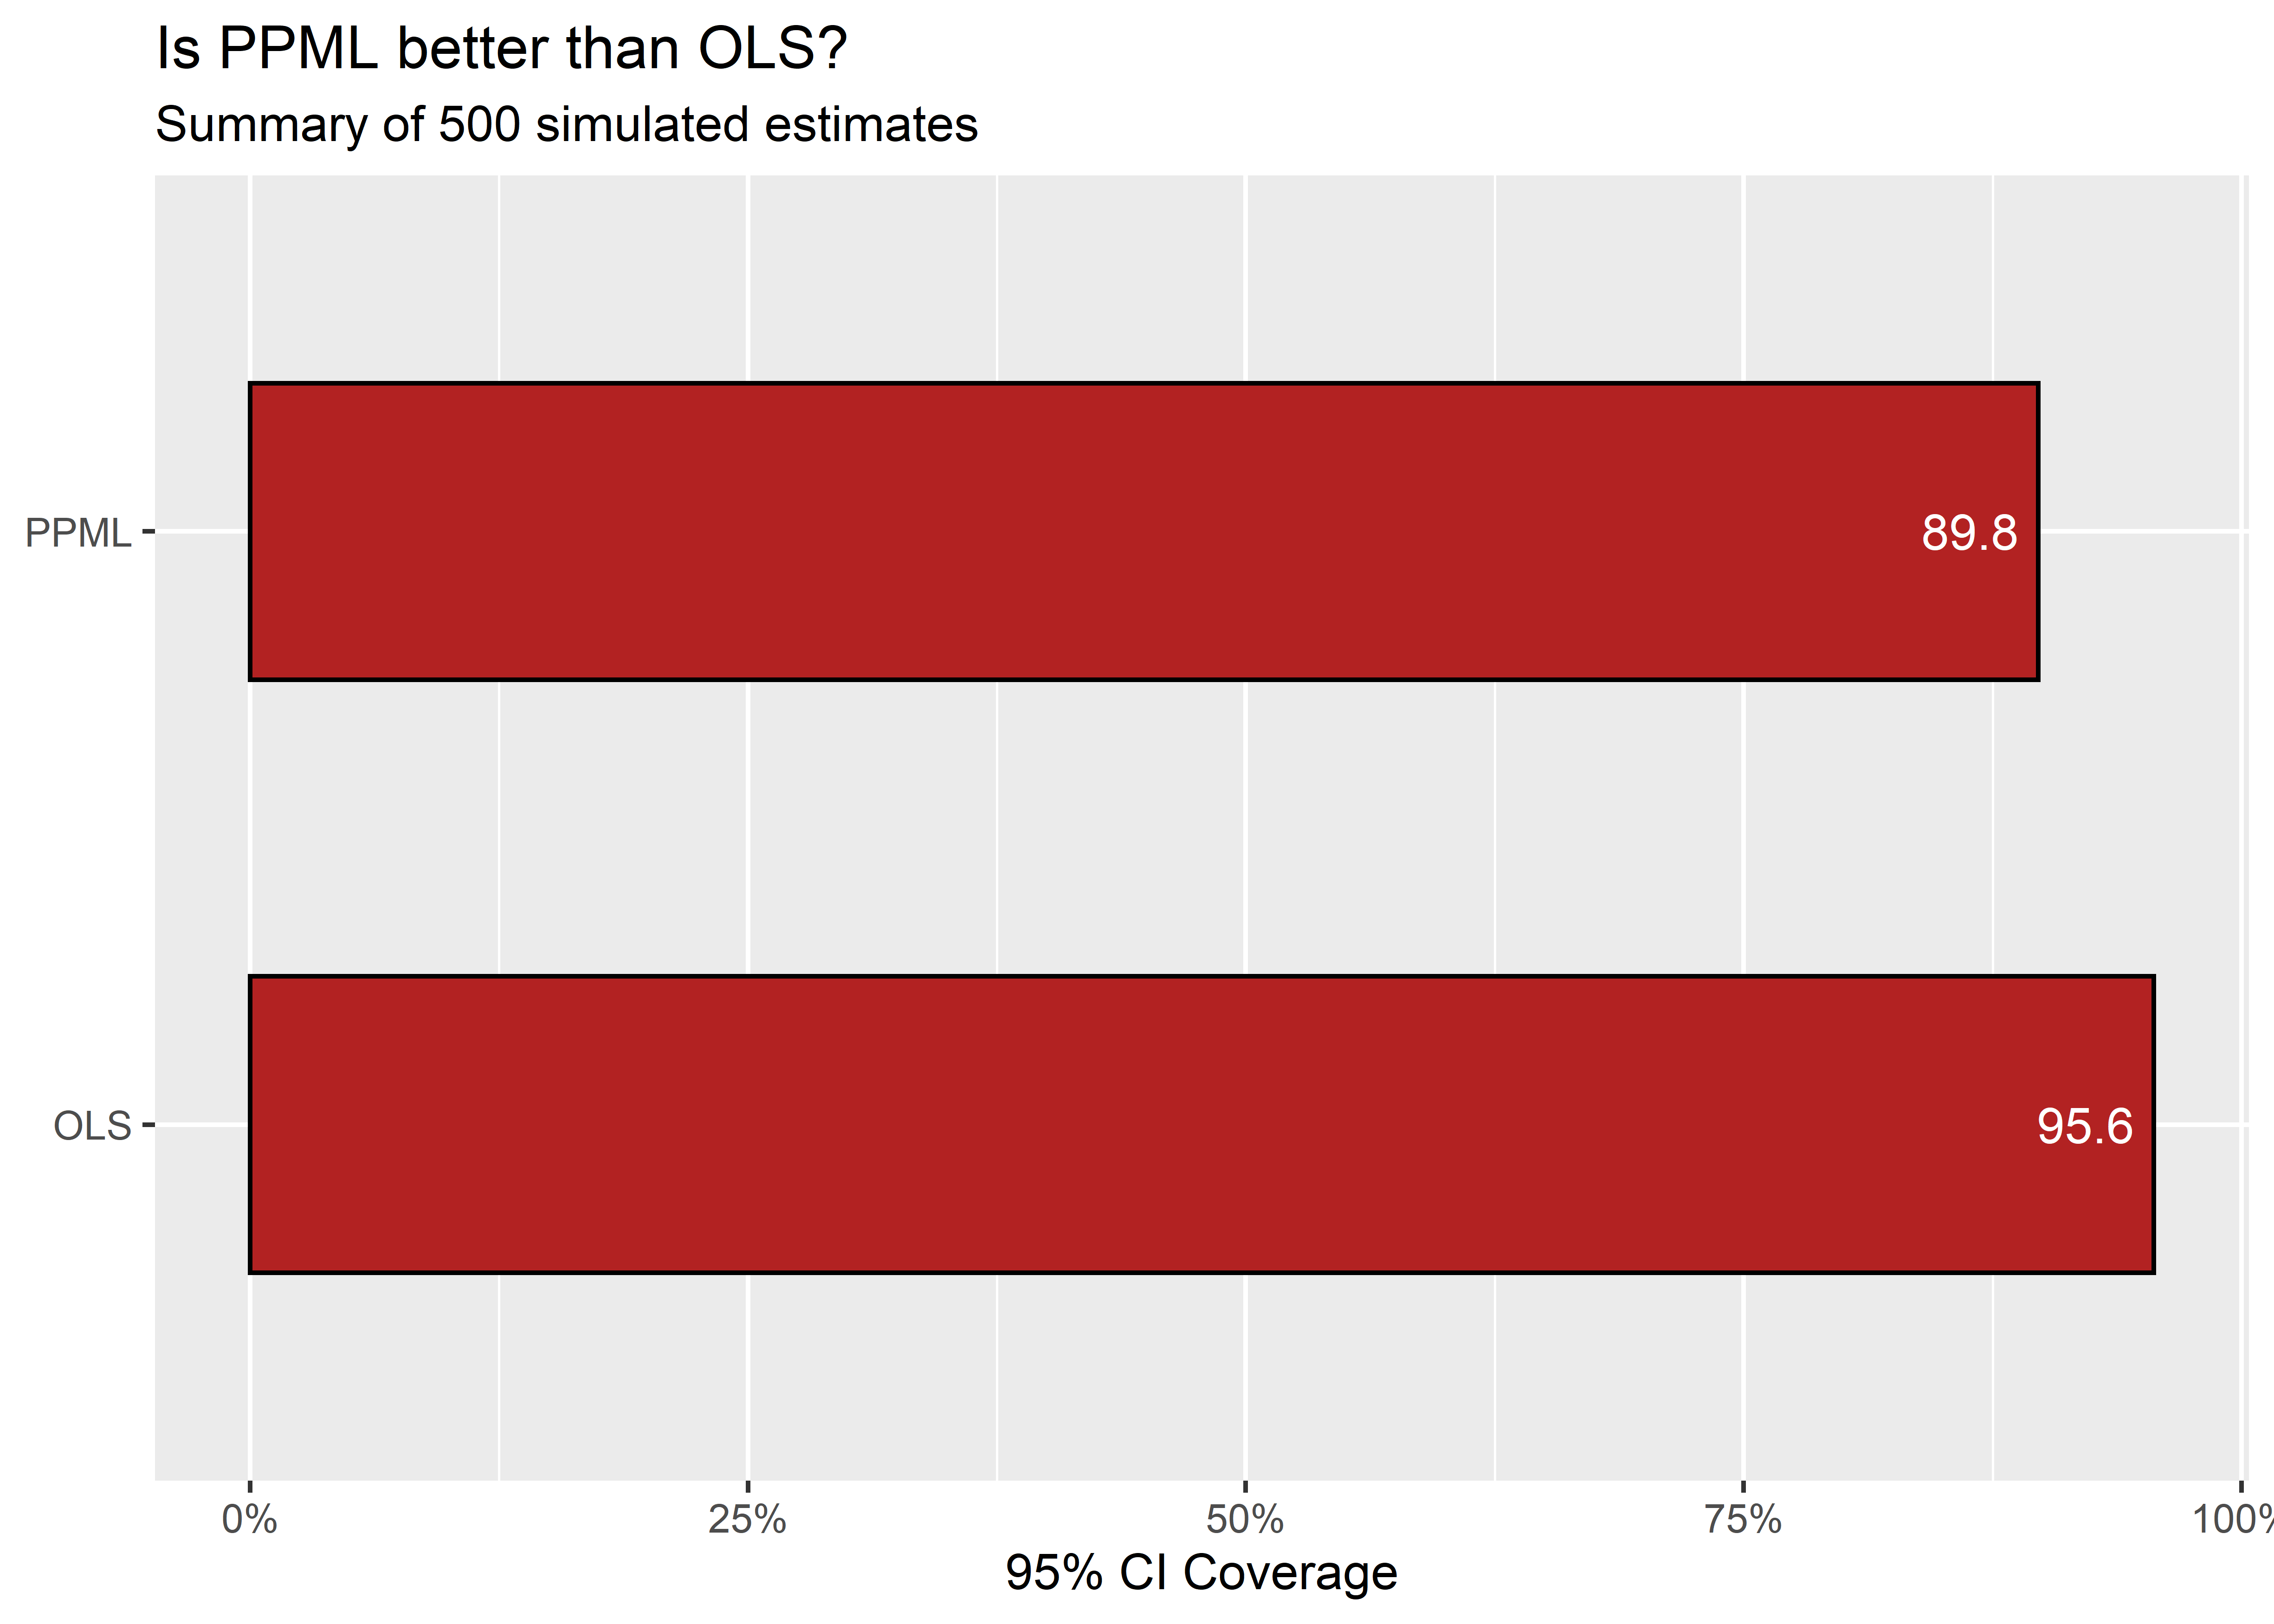 Is PPML better than OLS?
Summary of 500 simulated estimates
PPML
89.8
OLS
95.6
0% 25% 50% 75% 100%
95% CI Coverage